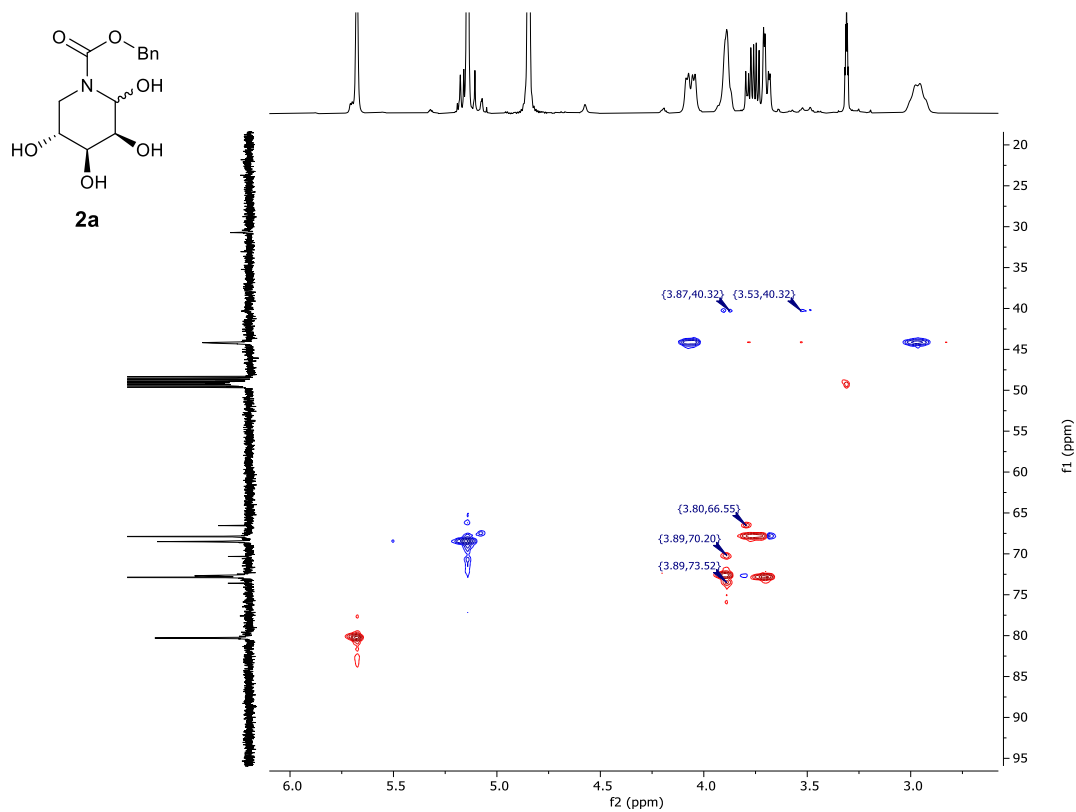 O
O
Bn
N
OH
HO
OH
OH
2a
{3.87,40.32} {3.53,40.32}
{3.80,66.55}
{3.89,70.20}
{3.89,73.52}
20
25
30
35
40
45
50
55
60
65
70
75
80
85
90
95
f1 (ppm)
6.0 5.5 5.0 4.5 4.0 3.5 3.0
f2 (ppm)